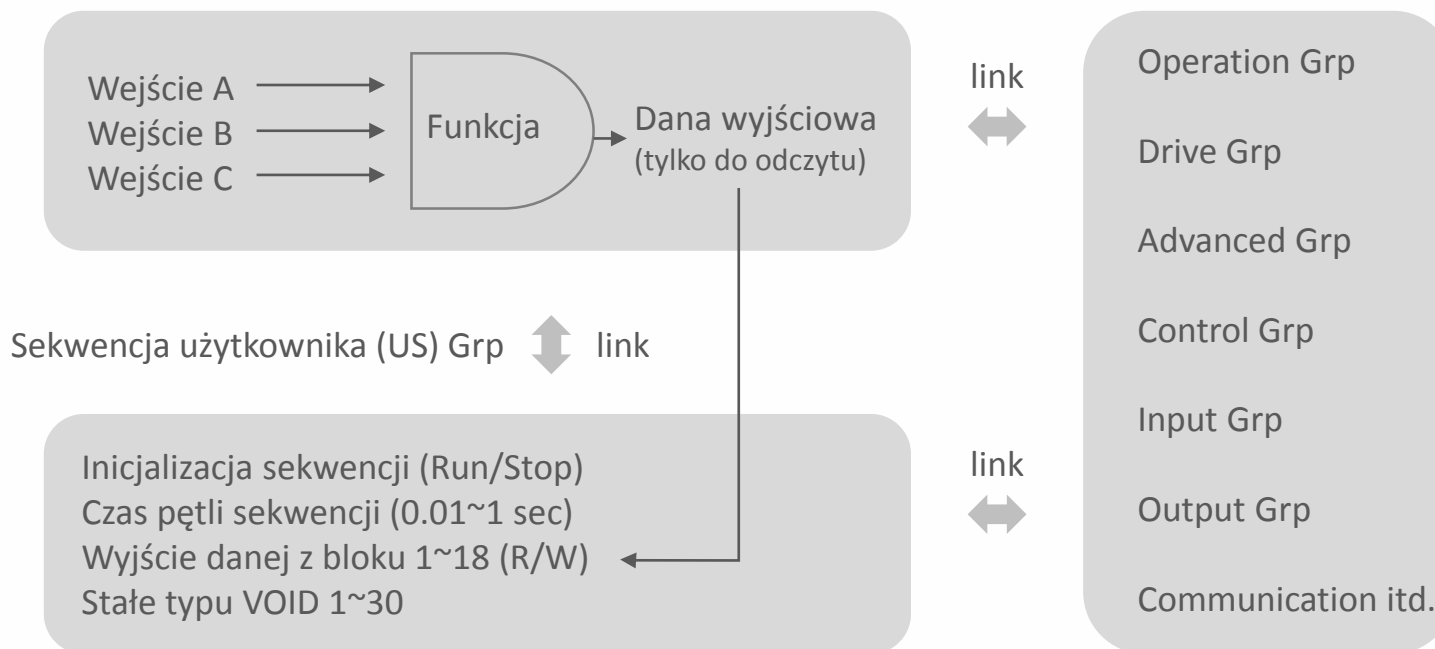 Wejście A
Wejście B
Wejście C
Funkcja
Dana wyjściowa
(tylko do odczytu)
link
Sekwencja użytkownika (US) Grp
link
Inicjalizacja sekwencji (Run/Stop)
Czas pętli sekwencji (0.01~1 sec)
Wyjście danej z bloku 1~18 (R/W)
Stałe typu VOID 1~30
link
Operation Grp
Drive Grp
Advanced Grp
Control Grp
Input Grp
Output Grp
Communication itd.